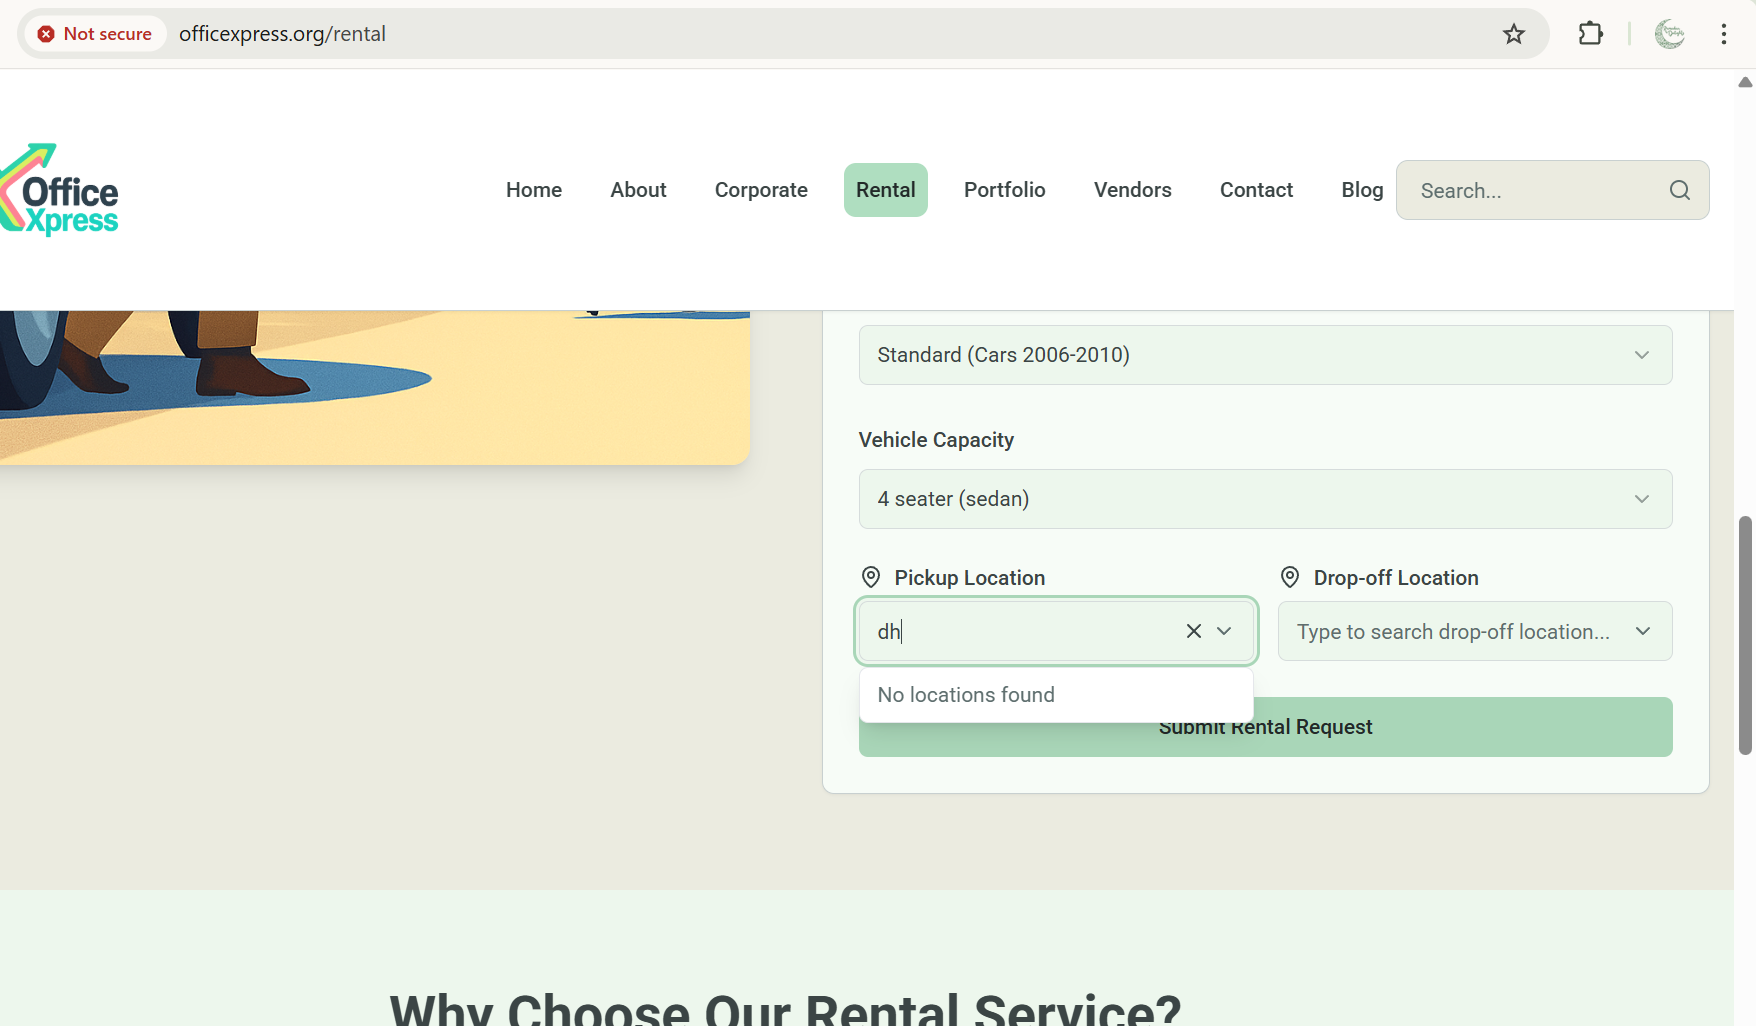 Not secure
officexpress.org/rental
Office
Xpress
Home
About
Corporate
Rental
Portfolio
Vendors
Contact
Blog
Search...
Standard (Cars 2006-2010)
Vehicle Capacity
4 seater (sedan)
Pickup Location
Drop-off Location
dh
Type to search drop-off location...
No locations found
Submit Rental Request
Why Choose Our Rental Service?